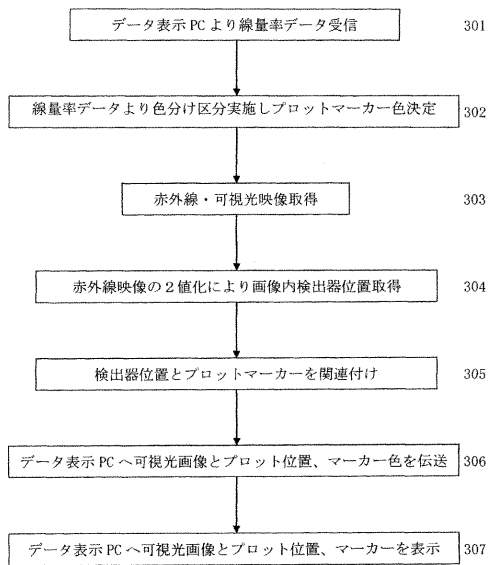 データ表示 PC より線量率データ受信 301
線量率データより色分け区分実施しプロットマーカー色決定 302
赤外線・可視光映像取得 303
赤外線映像の2値化により画像内検出器位置取得 304
検出器位置とプロットマーカーを関連付け 305
データ表示 PC へ可視光画像とプロット位置、マーカー色を伝送 306
データ表示 PC へ可視光画像とプロット位置、マーカーを表示 307